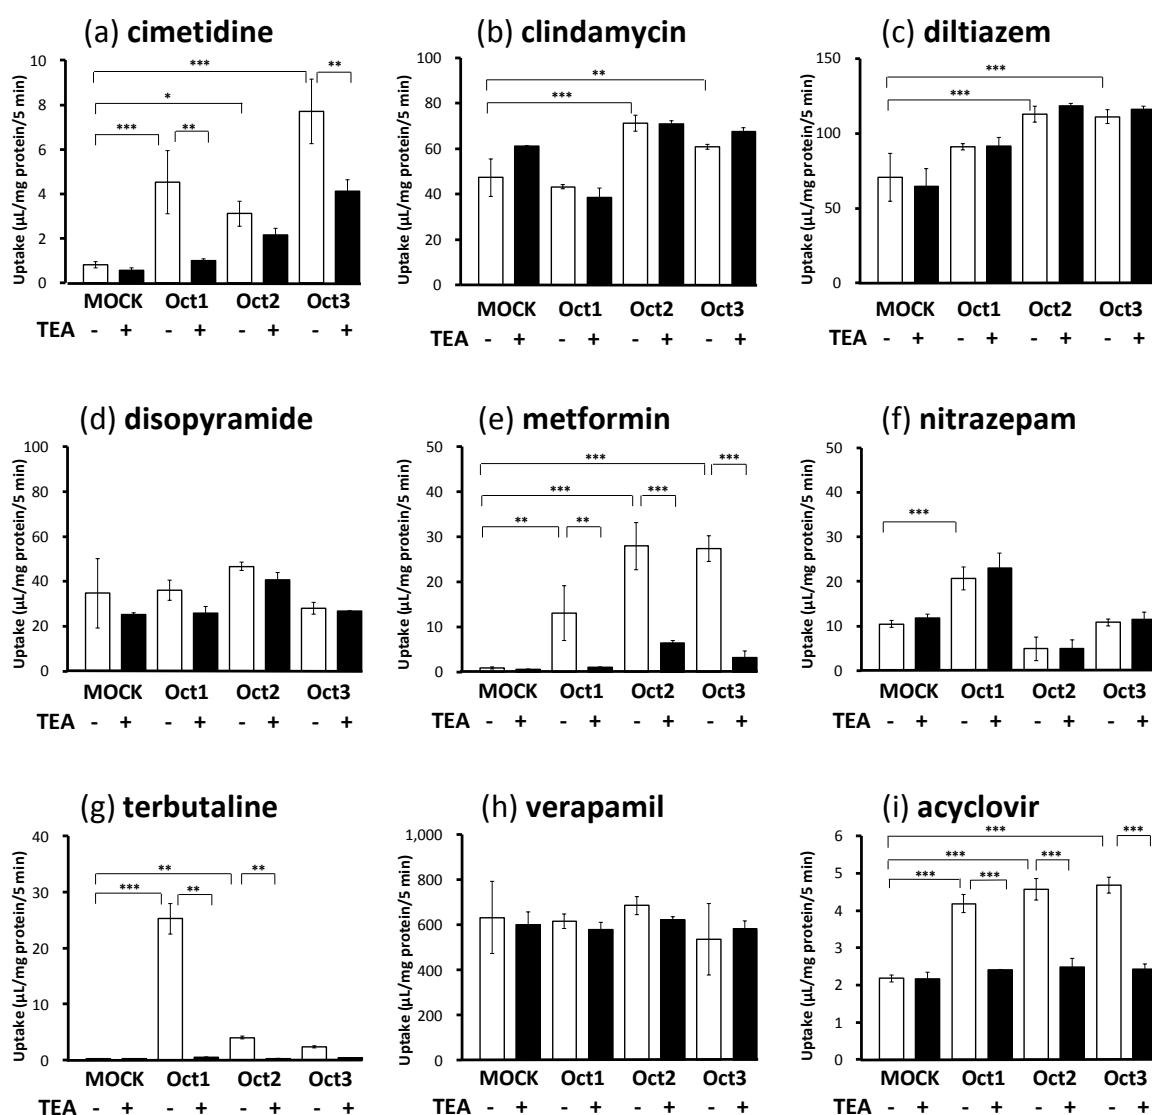 (a) cimetidine
Uptake (µL/mg protein/5 min)
10
8
6
4
2
0
***
*
***
**
**
MOCK Oct1 Oct2 Oct3
TEA - + - + - + - +
(b) clindamycin
Uptake (µL/mg protein/5 min)
100
80
60
40
20
0
**
***
MOCK Oct1 Oct2 Oct3
TEA - + - + - + - +
(c) diltiazem
Uptake (µL/mg protein/5 min)
150
100
50
0
***
***
MOCK Oct1 Oct2 Oct3
TEA - + - + - + - +
(d) disopyramide
Uptake (µL/mg protein/5 min)
100
80
60
40
20
0
MOCK Oct1 Oct2 Oct3
TEA - + - + - + - +
(e) metformin
Uptake (µL/mg protein/5 min)
50
40
30
20
10
0
***
***
***
***
**
**
MOCK Oct1 Oct2 Oct3
TEA - + - + - + - +
(f) nitrazepam
Uptake (µL/mg protein/5 min)
50
40
30
20
10
0
***
MOCK Oct1 Oct2 Oct3
TEA - + - + - + - +
(g) terbutaline
Uptake (µL/mg protein/5 min)
40
30
20
10
0
**
**
***
**
MOCK Oct1 Oct2 Oct3
TEA - + - + - + - +
(h) verapamil
Uptake (µL/mg protein/5 min)
1,000
800
600
400
200
0
MOCK Oct1 Oct2 Oct3
TEA - + - + - + - +
(i) acyclovir
Uptake (µL/mg protein/5 min)
6
5
4
3
2
1
0
***
***
***
***
***
***
MOCK Oct1 Oct2 Oct3
TEA - + - + - + - +